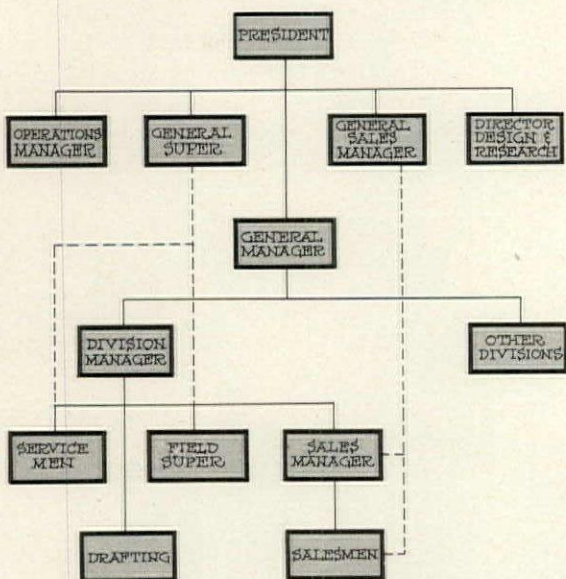 PRESIDENT
OPERATIONS
MANAGER
GENERAL
SUPER
GENERAL
SALES
MANAGER
DIRECTOR
DESIGN &
RESEARCH
GENERAL
MANAGER
DIVISION
MANAGER
OTHER
DIVISIONS
SERVICE
MEN
FIELD
SUPER
SALES
MANAGER
DRAFTING
SALESMEN